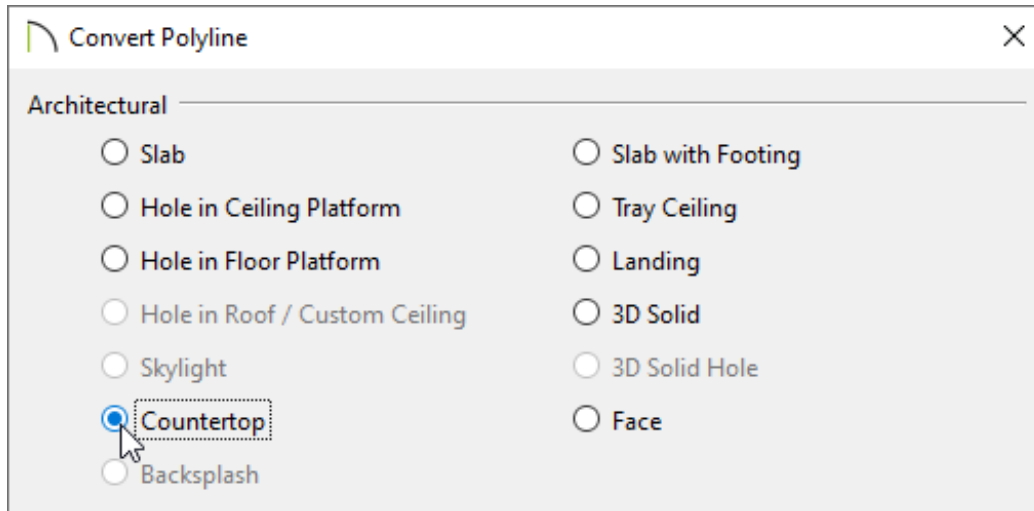 Convert Polyline
Architectural
Slab
Slab with Footing
Hole in Ceiling Platform
Tray Ceiling
Hole in Floor Platform
Landing
Hole in Roof / Custom Ceiling
3D Solid
Skylight
3D Solid Hole
Countertop
Face
Backsplash